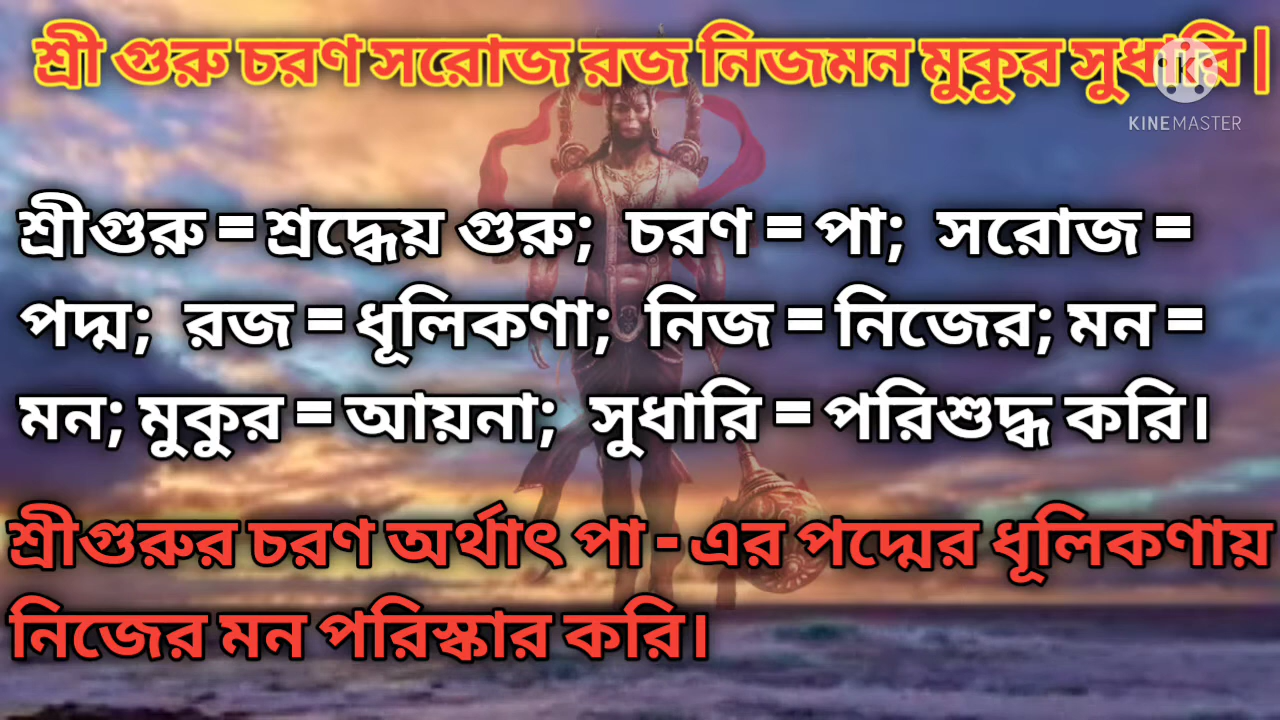 শ্রী গুরু চরণ সরোজ রজ নিজমন মুকুর সুধারি |
KINEMASTER
শ্রীগুরু = শ্রদ্ধেয় গুরু; চরণ = পা; সরোজ =
পদ্ম; রজ = ধূলিকণা; নিজ = নিজের; মন =
মন; মুকুর = আয়না; সুধারি = পরিশুদ্ধ করি।
শ্রীগুরুর চরণ অর্থাৎ পা - এর পদ্মের ধূলিকণায়
নিজের মন পরিস্কার করি।